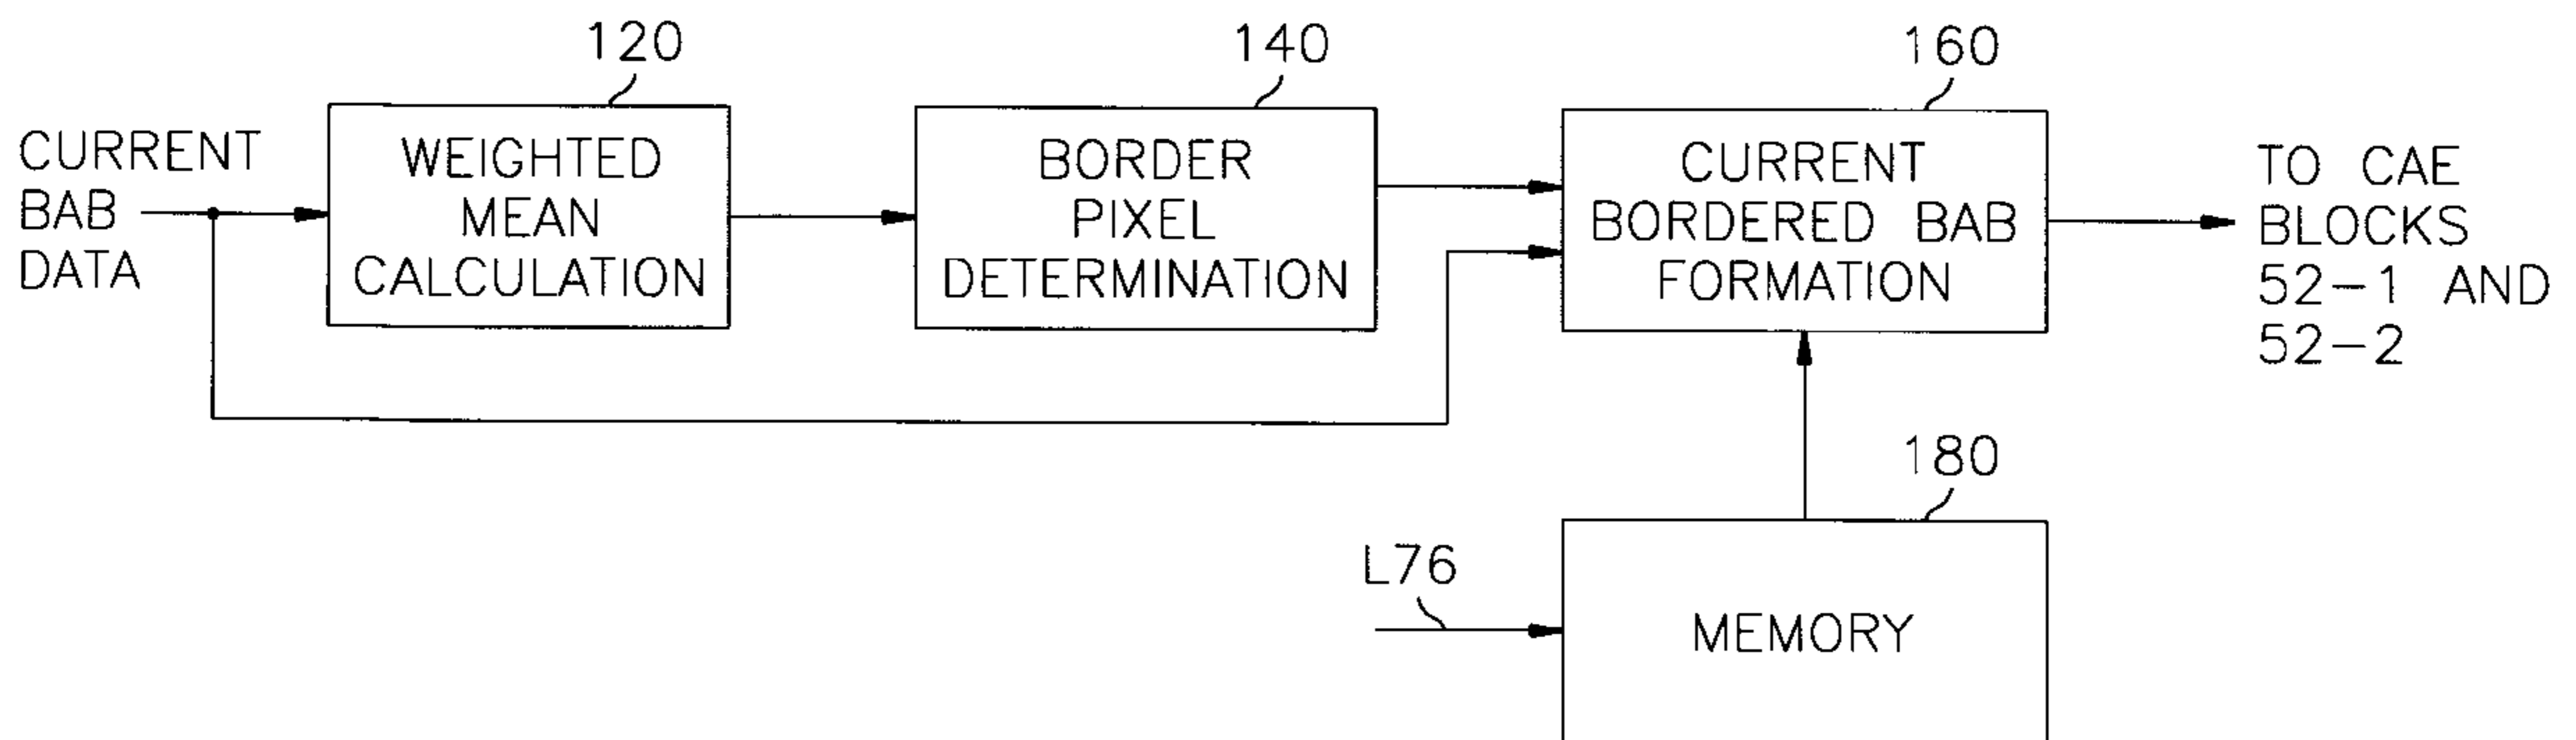 120
140
160
CURRENT
BAB
DATA
WEIGHTED
MEAN
CALCULATION
BORDER
PIXEL
DETERMINATION
CURRENT
BORDERED BAB
FORMATION
TO CAE
BLOCKS
52-1 AND
52-2
180
L76
MEMORY